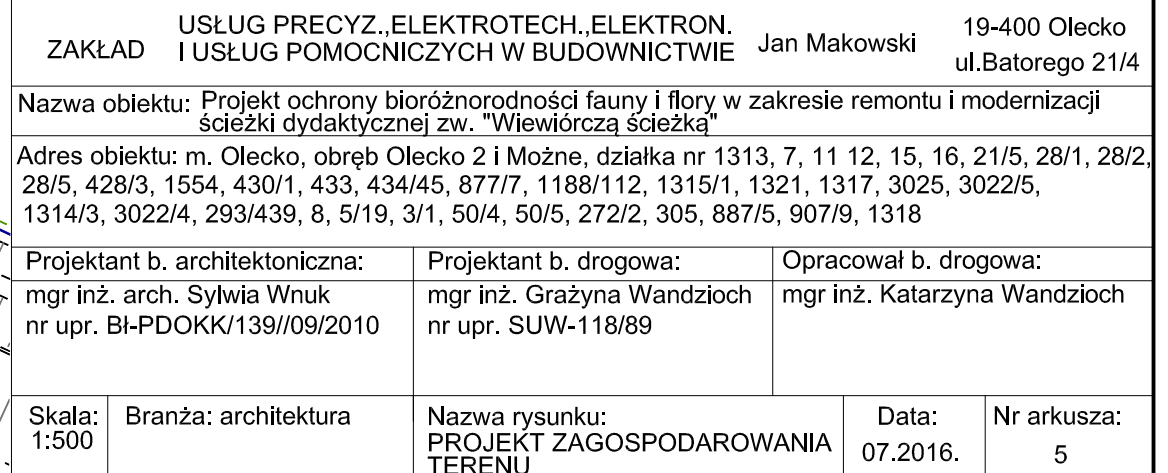 ZAKŁAD
USŁUG PRECYZ.,ELEKTROTECH.,ELEKTRON.
I USŁUG POMOCNICZYCH W BUDOWNICTWIE
Jan Makowski
19-400 Olecko
ul.Batorego 21/4
Nazwa obiektu: Projekt ochrony bioróżnorodności fauny i flory w zakresie remontu i modernizacji
ścieżki dydaktycznej zw. "Wiewiórczą ścieżką"
Adres obiektu: m. Olecko, obręb Olecko 2 i Możne, działka nr 1313, 7, 11 12, 15, 16, 21/5, 28/1, 28/2,
28/5, 428/3, 1554, 430/1, 433, 434/45, 877/7, 1188/112, 1315/1, 1321, 1317, 3025, 3022/5,
1314/3, 3022/4, 293/439, 8, 5/19, 3/1, 50/4, 50/5, 272/2, 305, 887/5, 907/9, 1318
Projektant b. architektoniczna:
mgr inż. arch. Sylwia Wnuk
nr upr. Bł-PDOKK/139//09/2010
Projektant b. drogowa:
mgr inż. Grażyna Wandzioch
nr upr. SUW-118/89
Opracował b. drogowa:
mgr inż. Katarzyna Wandzioch
Skala:
1:500
Branża: architektura
Nazwa rysunku:
PROJEKT ZAGOSPODAROWANIA
TERENU
Data:
07.2016.
Nr arkusza:
5